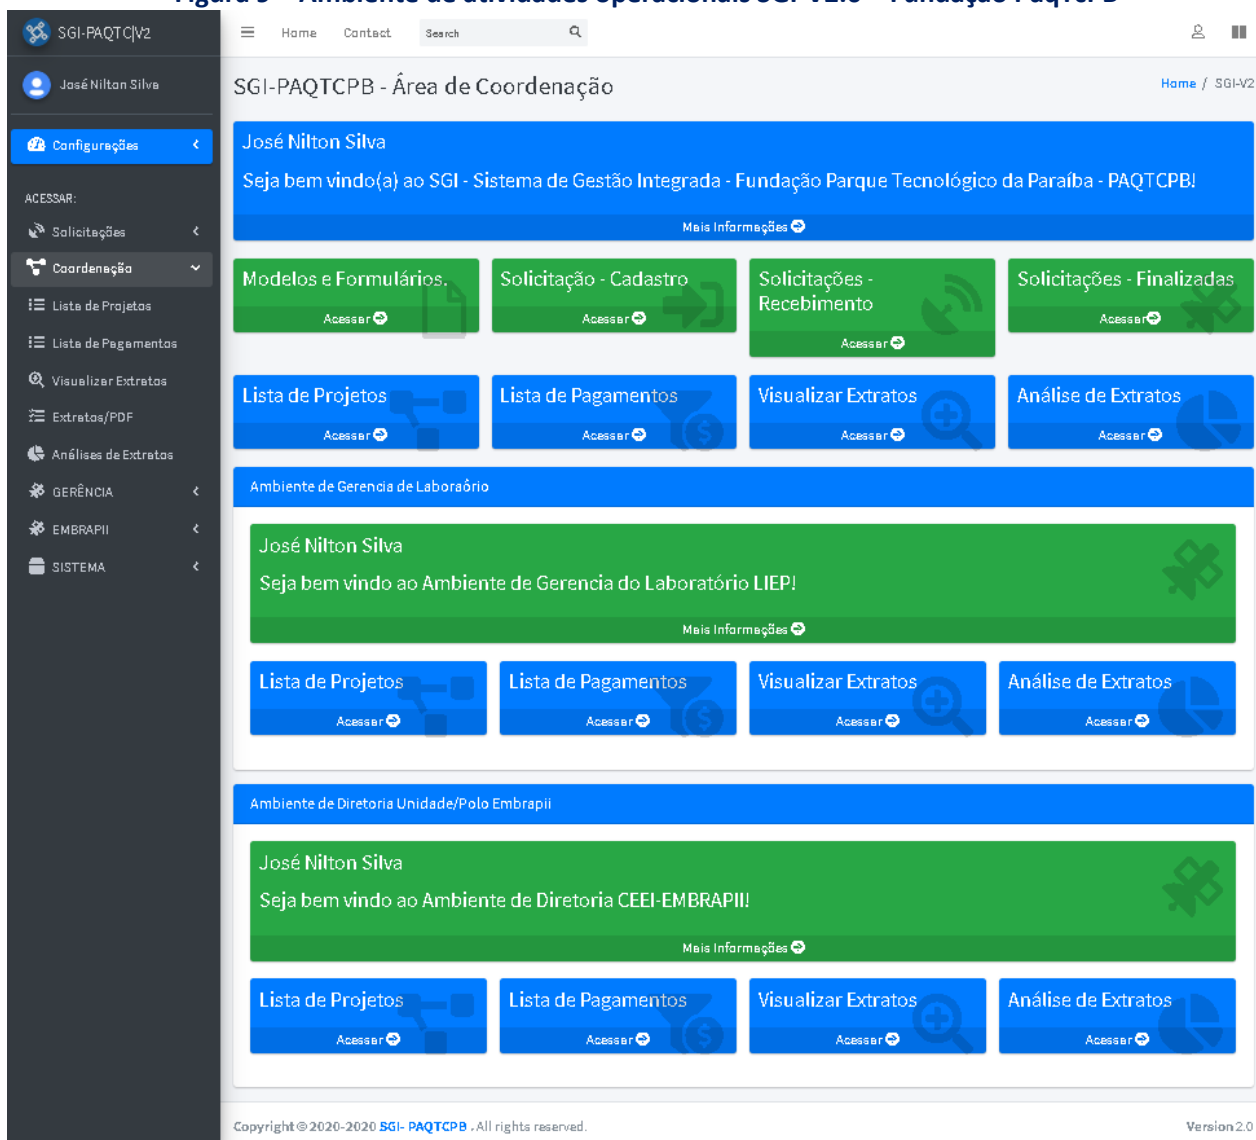 SGI-PAQTC|V2
Home Contact Search
José Nilton Silva
SGI-PAQTCPB - Área de Coordenação
Home / SGI-V2
Configurações
ACESSAR:
Solicitações
Coordenação
Lista de Projetos
Lista de Pagamentos
Visualizar Extratos
Extratos/PDF
Análises de Extratos
GERÊNCIA
EMBRAPII
SISTEMA
José Nilton Silva
Seja bem vindo(a) ao SGI - Sistema de Gestão Integrada - Fundação Parque Tecnológico da Paraíba - PAQTCPB!
Mais Informações
Modelos e Formulários.
Acessar
Solicitação - Cadastro
Acessar
Solicitações -
Recebimento
Acessar
Solicitações - Finalizadas
Acessar
Lista de Projetos
Acessar
Lista de Pagamentos
Acessar
Visualizar Extratos
Acessar
Análise de Extratos
Acessar
Ambiente de Gerencia de Laboraôrio
José Nilton Silva
Seja bem vindo ao Ambiente de Gerencia do Laboratório LIEP!
Mais Informações
Lista de Projetos
Acessar
Lista de Pagamentos
Acessar
Visualizar Extratos
Acessar
Análise de Extratos
Acessar
Ambiente de Diretoria Unidade/Polo Embrapii
José Nilton Silva
Seja bem vindo ao Ambiente de Diretoria CEEI-EMBRAPII!
Mais Informações
Lista de Projetos
Acessar
Lista de Pagamentos
Acessar
Visualizar Extratos
Acessar
Análise de Extratos
Acessar
Copyright © 2020-2020 SGI- PAQTCPB . All rights reserved.
Version 2.0